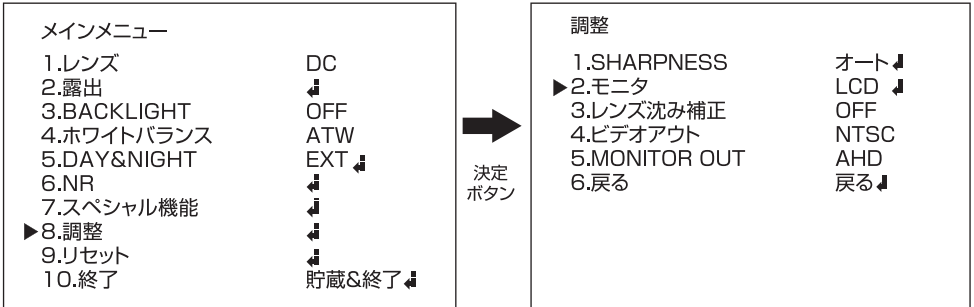 メインメニュー
1.レンズ DC
2.露出 ↲
3.BACKLIGHT OFF
4.ホワイトバランス ATW
5.DAY&NIGHT EXT ↲
6.NR ↲
7.スペシャル機能 ↲
▶8.調整 ↲
9.リセット ↲
10.終了 貯蔵&終了↲
決定
ボタン
調整
1.SHARPNESS オート↲
▶2.モニタ LCD ↲
3.レンズ沈み補正 OFF
4.ビデオアウト NTSC
5.MONITOR OUT AHD
6.戻る 戻る↲